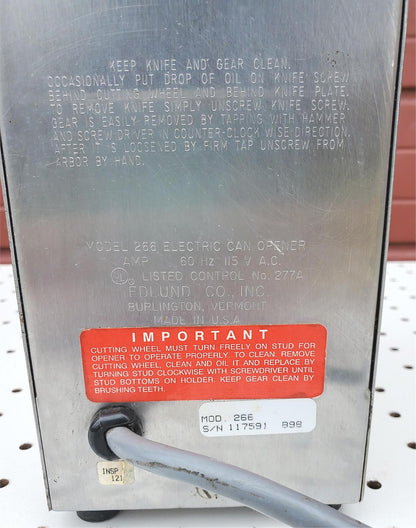 KEEP KNIFE AND GEAR CLEAN.
OCCASIONALLY PUT DROP OF OIL ON KNIFE SCREW
BEHIND CUTTING WHEEL AND BEHIND KNIFE PLATE.
TO REMOVE KNIFE SIMPLY UNSCREW KNIFE SCREW.
GEAR IS EASILY REMOVED BY TAPPING WITH HAMMER
AND SCREW DRIVER IN COUNTER-CLOCK WISE DIRECTION.
AFTER IT IS LOOSENED BY FIRM TAP UNSCREW FROM
ARBOR BY HAND.
MODEL 266 ELECTRIC CAN OPENER
AMP 60 Hz 115 V A.C.
UL LISTED CONTROL No. 277A
EDLUND, CO., INC.
BURLINGTON, VERMONT
MADE IN U.S.A
IMPORTANT
CUTTING WHEEL MUST TURN FREELY ON STUD FOR
OPENER TO OPERATE PROPERLY. TO CLEAN. REMOVE
CUTTING WHEEL, CLEAN AND OIL IT AND REPLACE BY
TURNING STUD CLOCKWISE WITH SCREWDRIVER UNTIL
STUD BOTTOMS ON HOLDER. KEEP GEAR CLEAN BY
BRUSHING TEETH.
MOD. 266
S/N 117591 B98
INSP
121